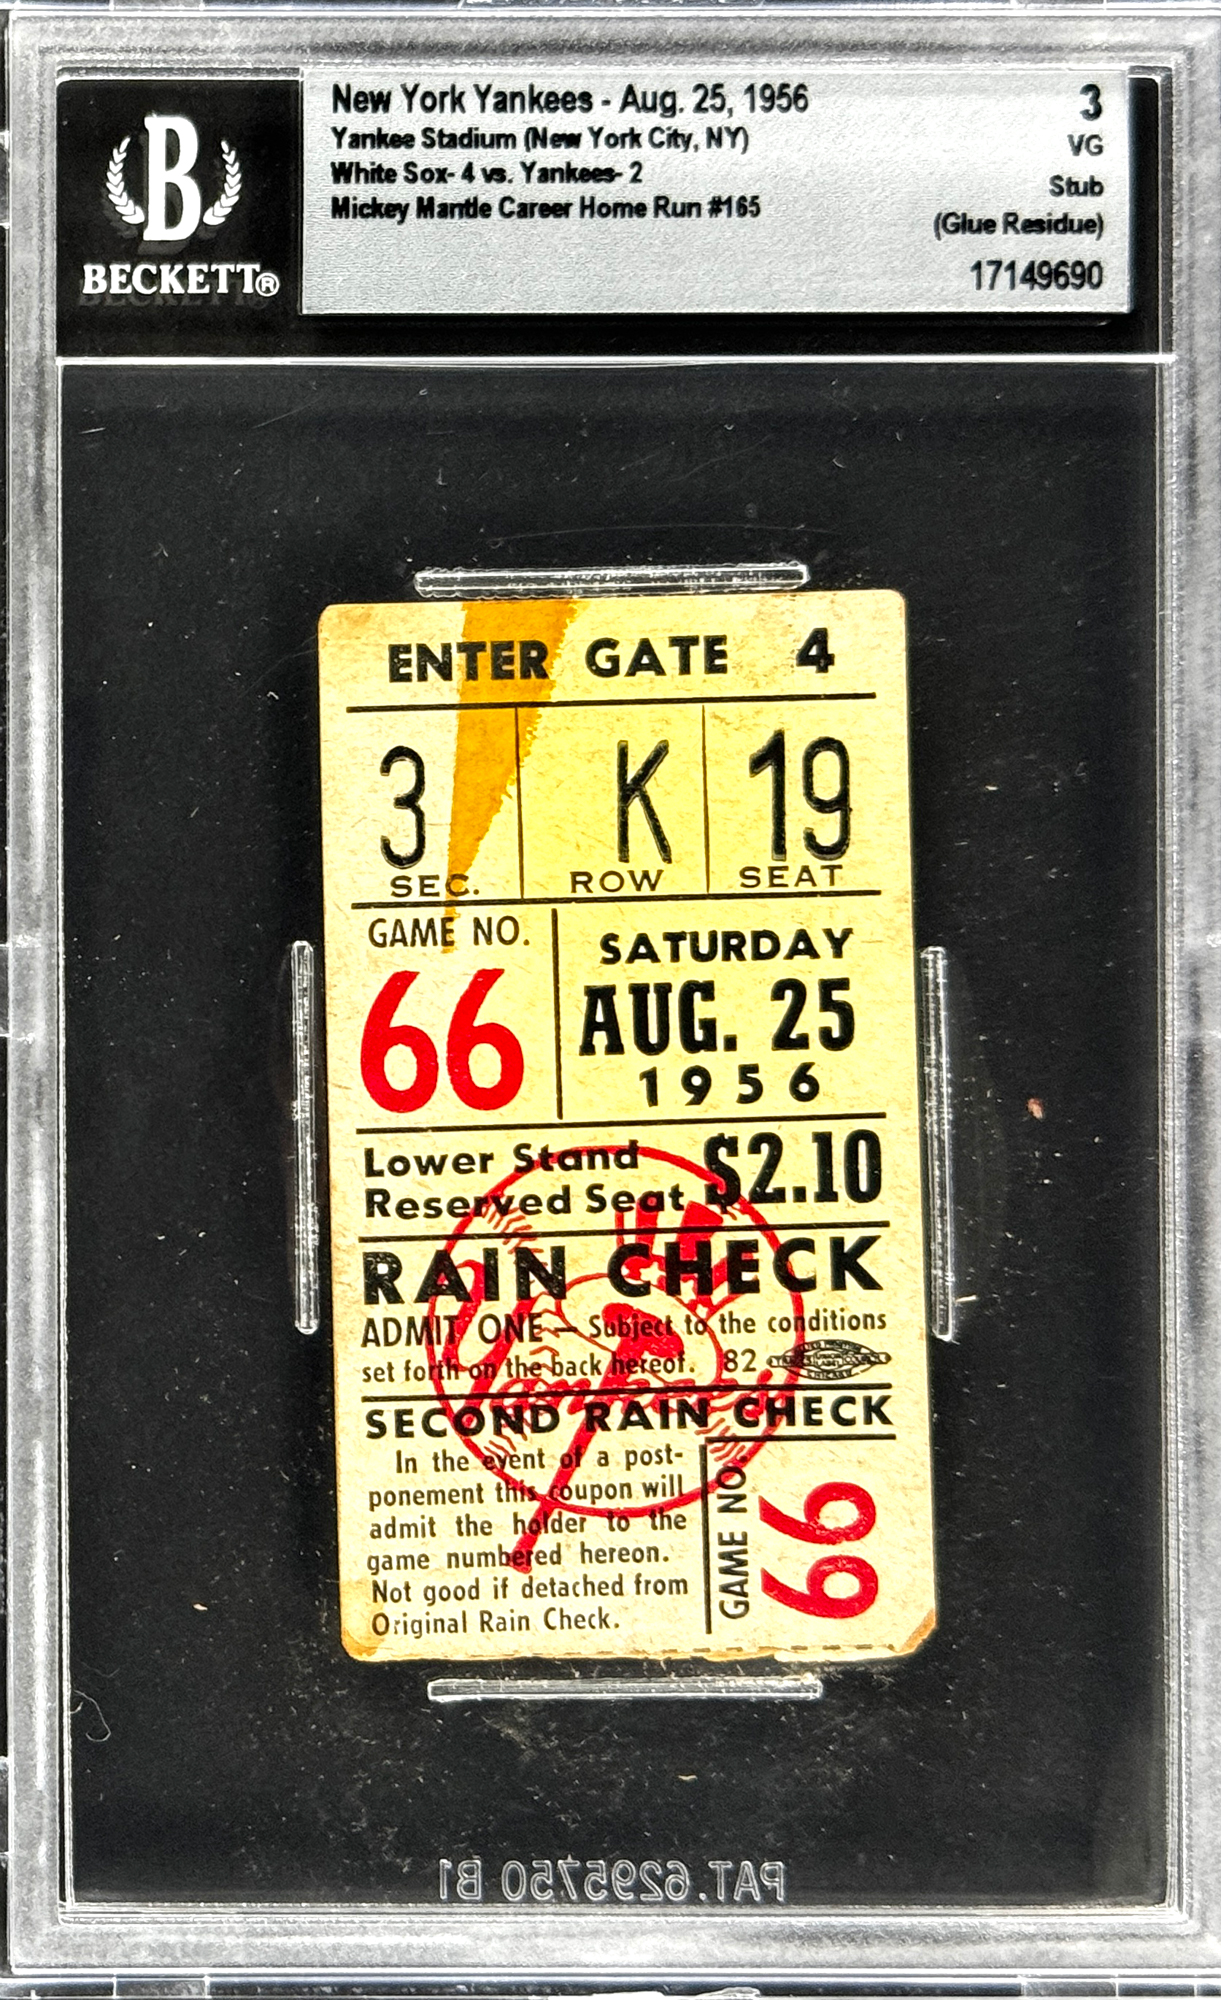 B
BECKETT®
New York Yankees - Aug. 25, 1956
Yankee Stadium (New York City, NY)
White Sox- 4 vs. Yankees- 2
Mickey Mantle Career Home Run #165
3
VG
Stub
(Glue Residue)
17149690
ENTER GATE 4
3 K 19
SEC. ROW SEAT
GAME NO.
66
SATURDAY
AUG. 25
1956
Lower Stand
Reserved Seat $2.10
RAIN CHECK
ADMIT ONE — Subject to the conditions
set forth on the back hereof. 82
Yankees
SECOND RAIN CHECK
In the event of a post-
ponement this coupon will
admit the holder to the
game numbered hereon.
Not good if detached from
Original Rain Check.
GAME NO.
66
PAT.6295750 B1